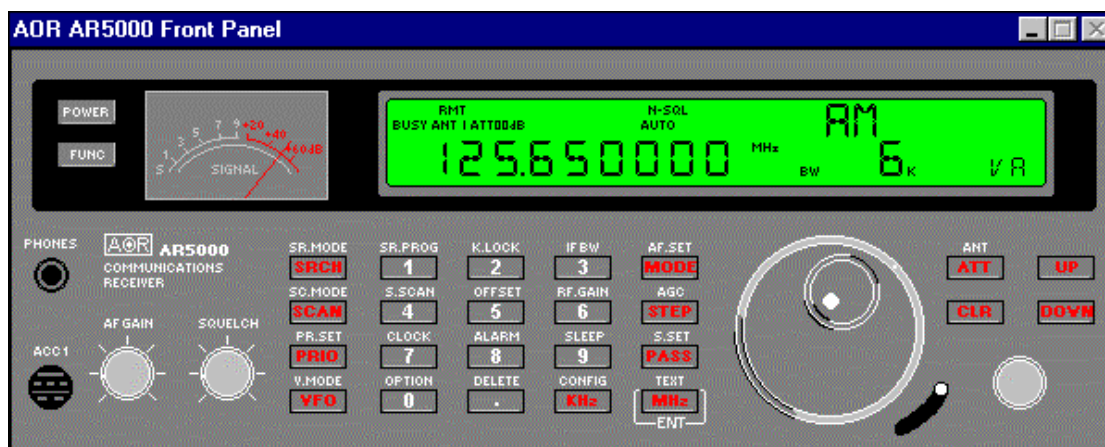 AOR AR5000 Front Panel
POWER
FUNC
S 1 3 5 7 9 +20 +40 +60dB
SIGNAL
RMT N-SQL AM
BUSY ANT 1 ATT00dB AUTO
125.650000 MHz BW 6K VA
PHONES
AOR AR5000
COMMUNICATIONS
RECEIVER
AF GAIN SQUELCH
ACC1
SR.MODE SR.PROG K.LOCK IF BW AF.SET
SRCH 1 2 3 MODE
SC.MODE S.SCAN OFFSET RF.GAIN AGC
SCAN 4 5 6 STEP
PR.SET CLOCK ALARM SLEEP S.SET
PRIO 7 8 9 PASS
V.MODE OPTION DELETE CONFIG TEXT
VFO 0 . KHz MHz
ENT
ANT
ATT UP
CLR DOWN